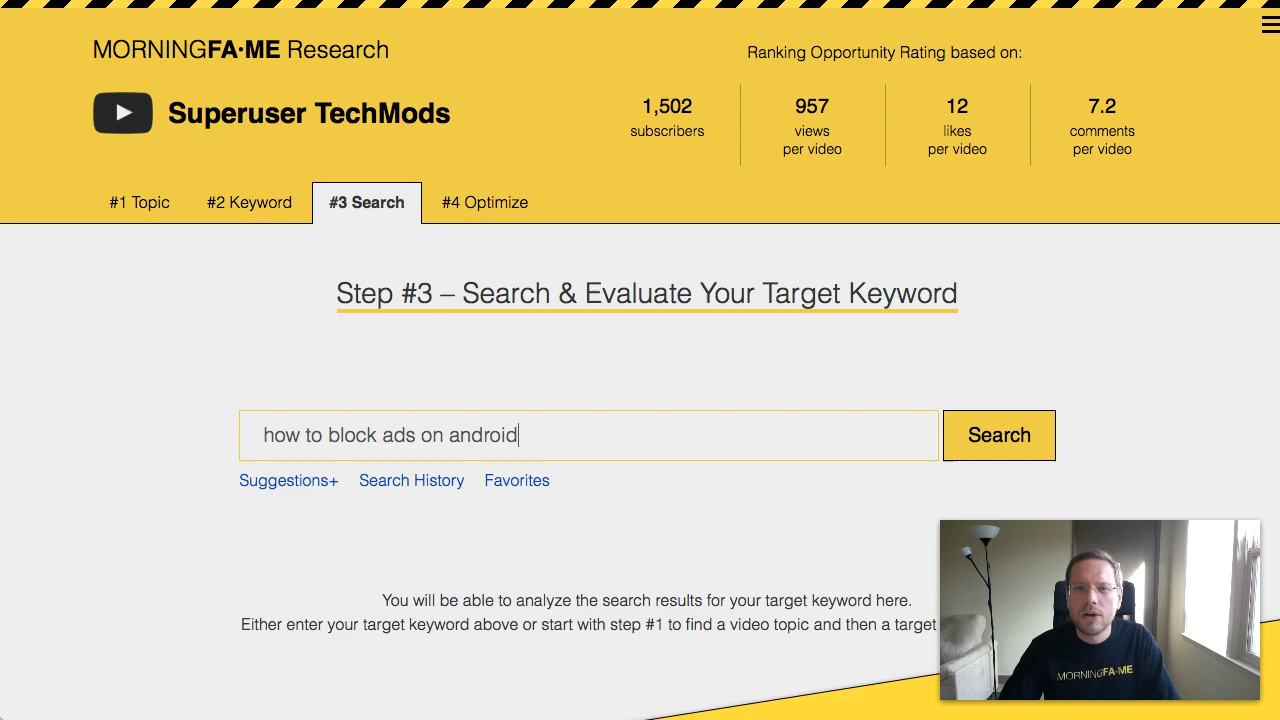 MORNINGFA·ME Research
Ranking Opportunity Rating based on:
Superuser TechMods
1,502
subscribers
957
views
per video
12
likes
per video
7.2
comments
per video
#1 Topic
#2 Keyword
#3 Search
#4 Optimize
Step #3 – Search & Evaluate Your Target Keyword
how to block ads on android
Search
Suggestions+
Search History
Favorites
You will be able to analyze the search results for your target keyword here.
Either enter your target keyword above or start with step #1 to find a video topic and then a target
MORNINGFA·ME